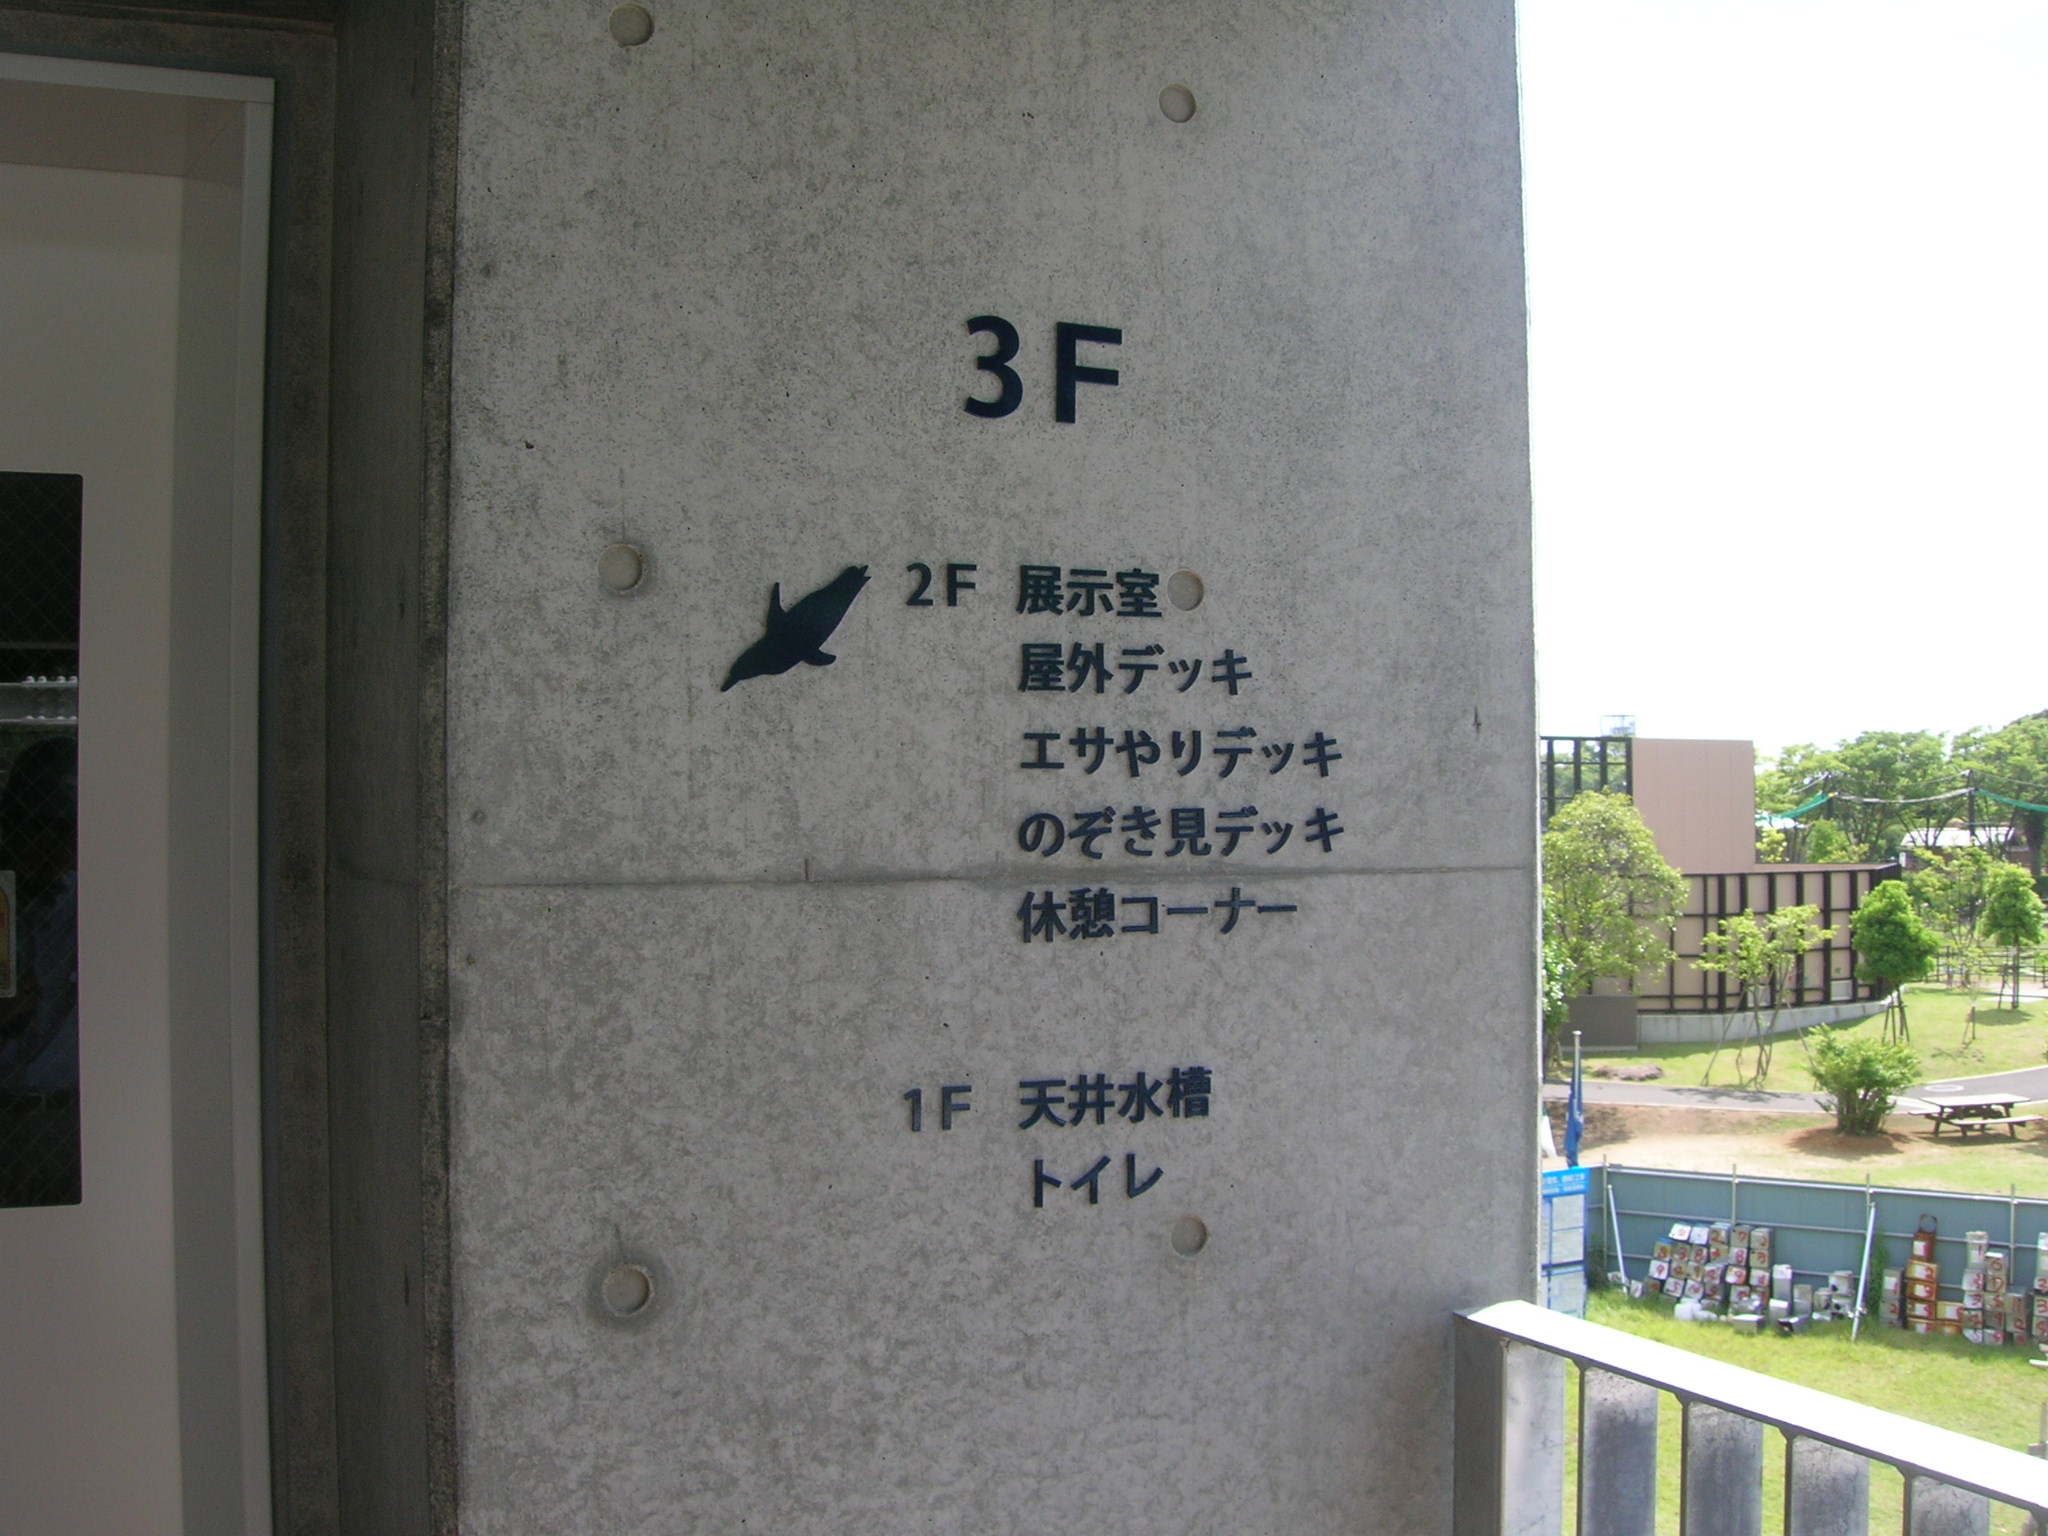 3F
2F 展示室
屋外デッキ
エサやりデッキ
のぞき見デッキ
休憩コーナー
1F 天井水槽
トイレ